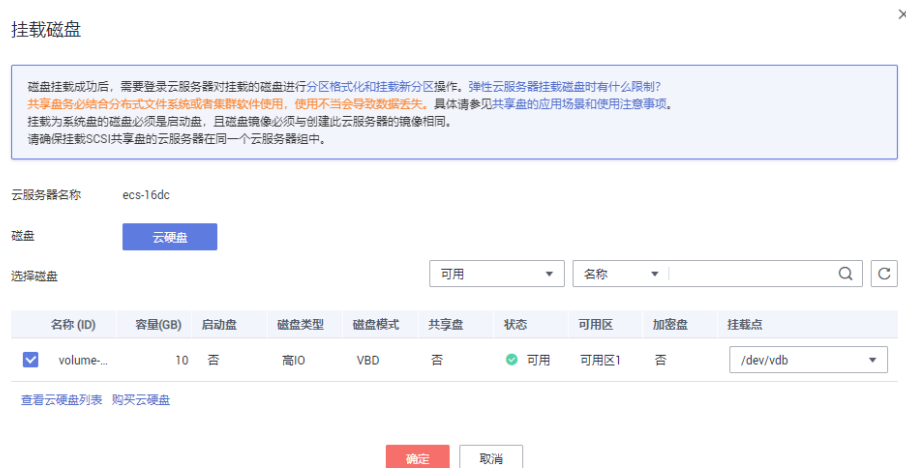 挂载磁盘
磁盘挂载成功后，需要登录云服务器对挂载的磁盘进行分区格式化和挂载新分区操作。弹性云服务器挂载磁盘时有什么限制?
共享盘务必结合分布式文件系统或者集群软件使用，使用不当会导致数据丢失。具体请参见共享盘的应用场景和使用注意事项。
挂载为系统盘的磁盘必须是启动盘，且磁盘镜像必须与创建此云服务器的镜像相同。
请确保挂载SCSI共享盘的云服务器在同一个云服务器组中。
云服务器名称 ecs-16dc
磁盘 云硬盘
选择磁盘 可用 名称
名称 (ID) 容量(GB) 启动盘 磁盘类型 磁盘模式 共享盘 状态 可用区 加密盘 挂载点
volume-... 10 否 高IO VBD 否 可用 可用区1 否 /dev/vdb
查看云硬盘列表 购买云硬盘
确定 取消